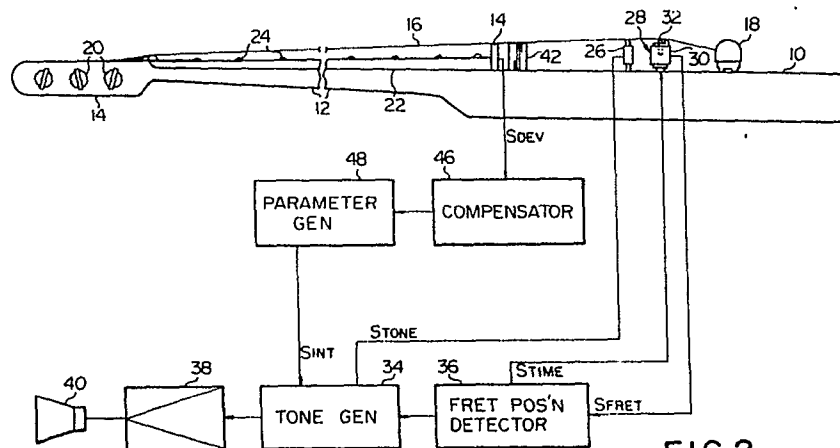 24 16 14 42 26 28 32 18
20 30 10
14 12 22
SDEV
48 46
PARAMETER
GEN
COMPENSATOR
SINT STONE STIME SFRET
40 38 34 36
TONE GEN
FRET POS'N
DETECTOR